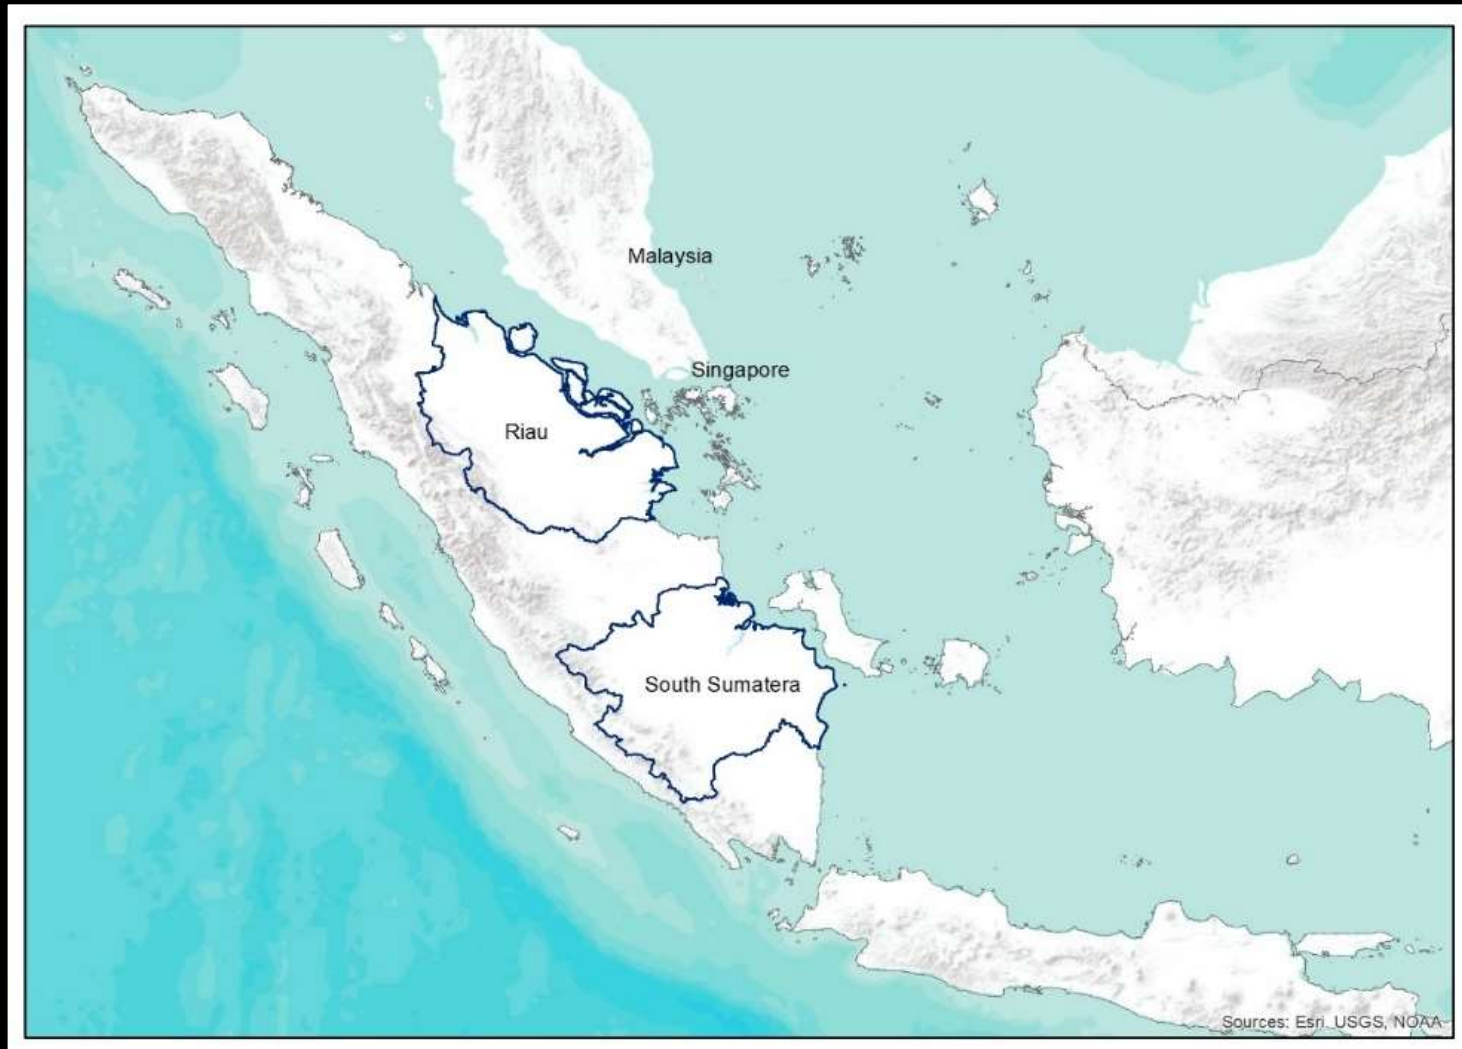 Malaysia
Singapore
Riau
South Sumatera
Sources: Esri, USGS, NOAA